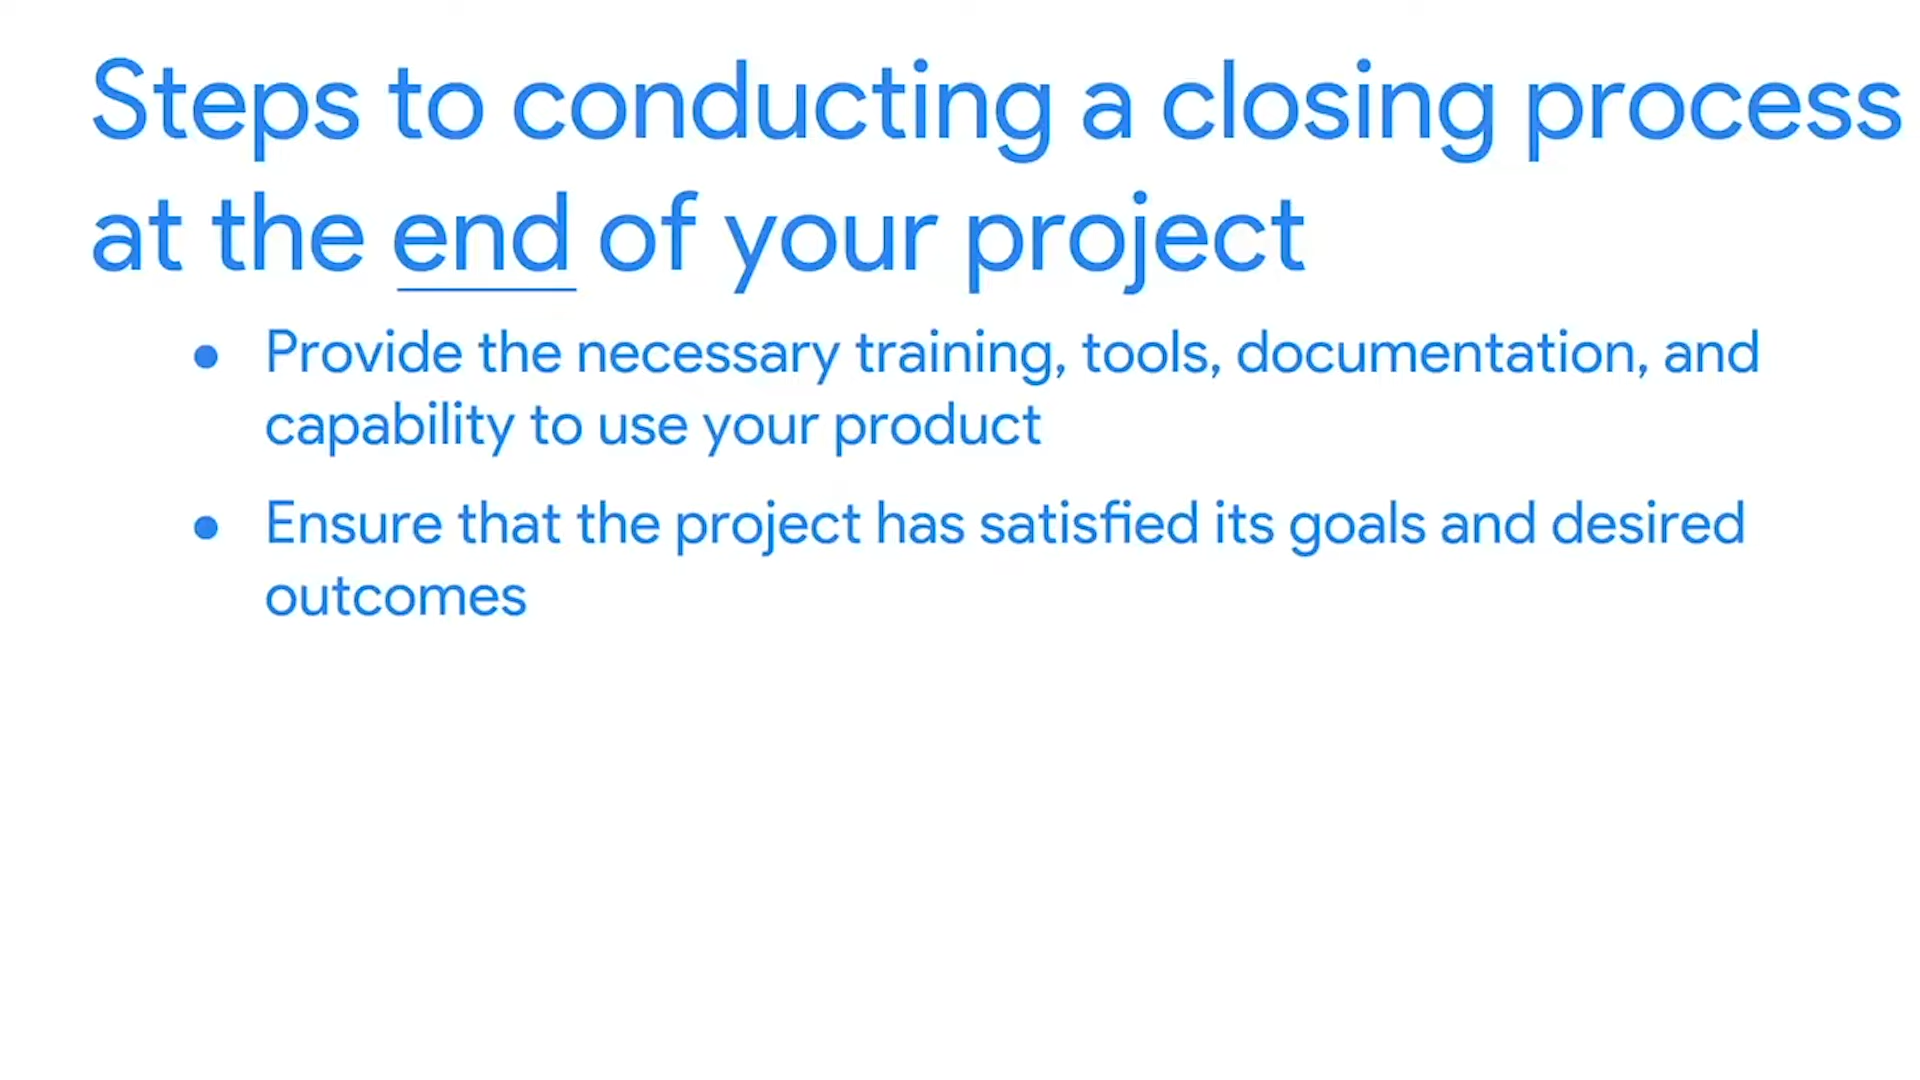 Steps to conducting a closing process
at the end of your project
● Provide the necessary training, tools, documentation, and
capability to use your product
● Ensure that the project has satisfied its goals and desired
outcomes